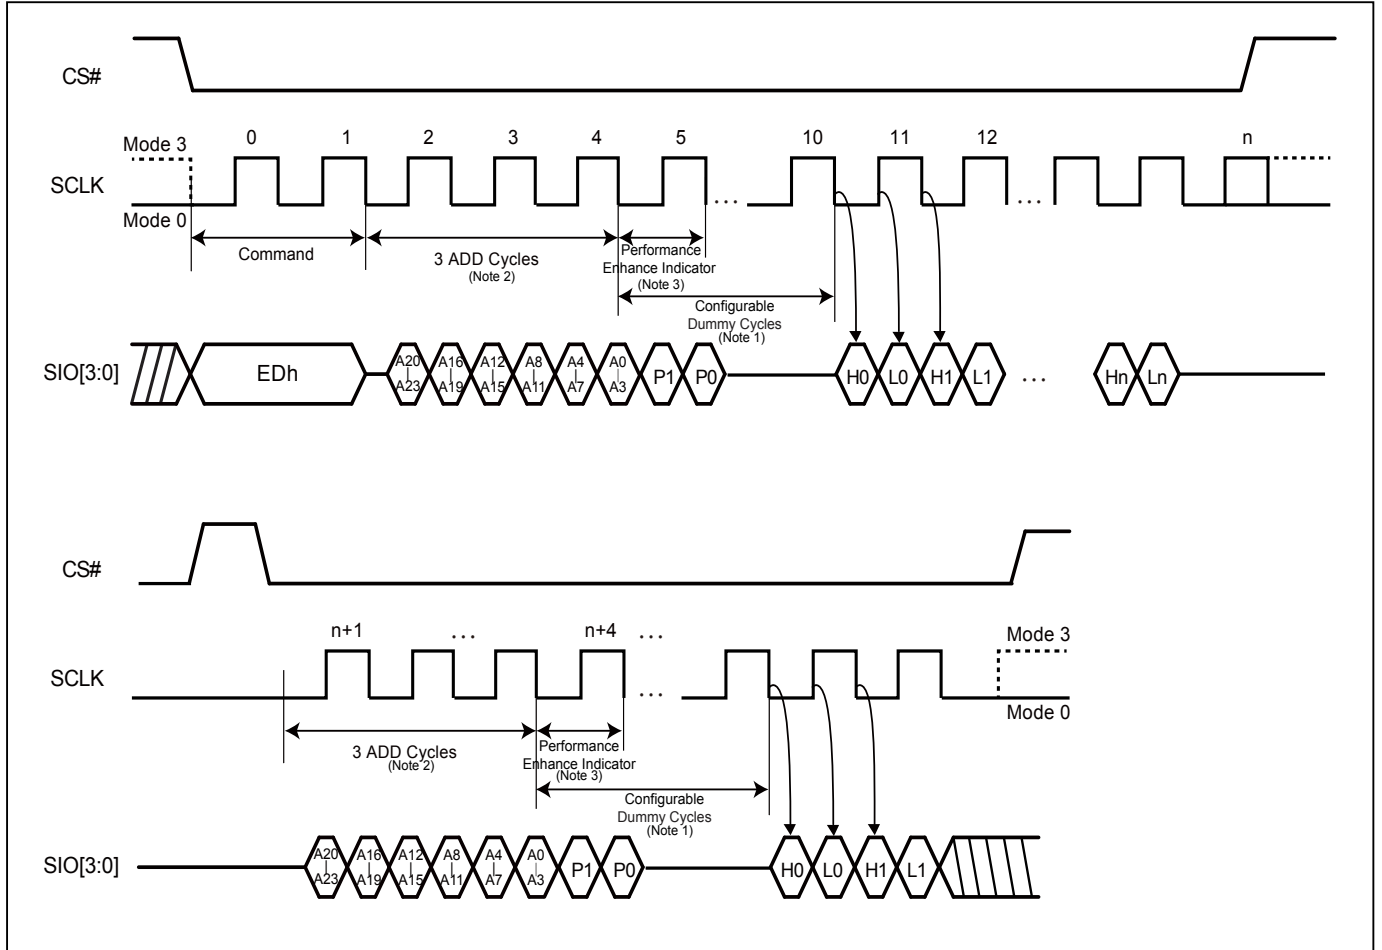 CS#
0 1 2 3 4 5 10 11 12 n
Mode 3
SCLK
... ...
Mode 0
Command
3 ADD Cycles
(Note 2)
Performance
Enhance Indicator
(Note 3)
Configurable
Dummy Cycles
(Note 1)
SIO[3:0]
EDh
A20 A16 A12 A8 A4 A0
A23 A19 A15 A11 A7 A3
P1 P0 H0 L0 H1 L1 ... Hn Ln
CS#
n+1 ... n+4 ...
Mode 3
SCLK
...
Mode 0
3 ADD Cycles
(Note 2)
Performance
Enhance Indicator
(Note 3)
Configurable
Dummy Cycles
(Note 1)
SIO[3:0]
A20 A16 A12 A8 A4 A0
A23 A19 A15 A11 A7 A3
P1 P0 H0 L0 H1 L1